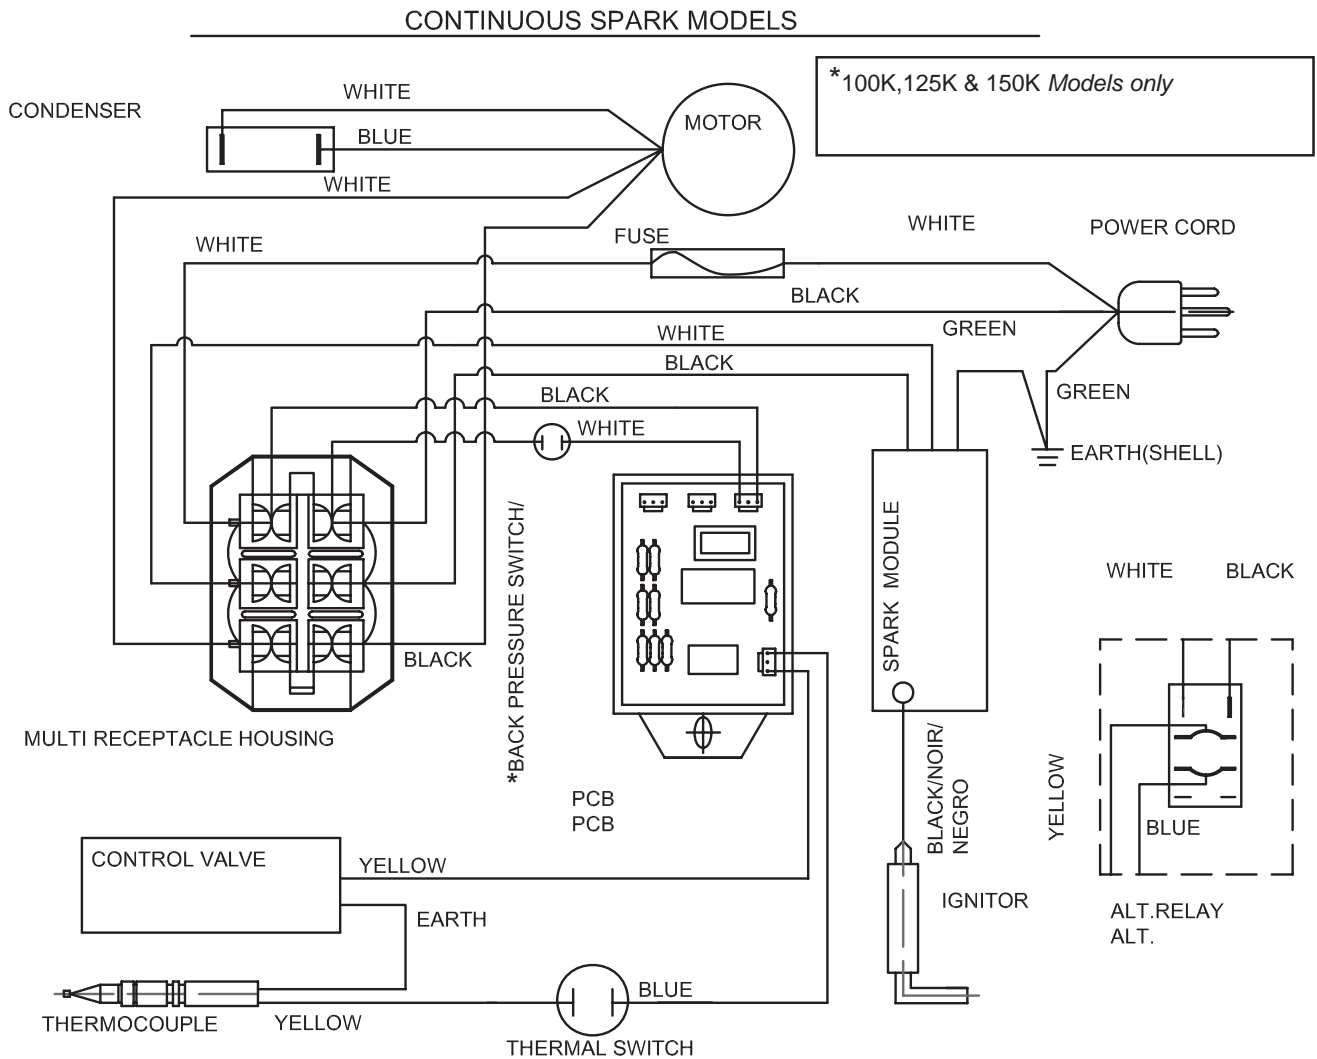 CONTINUOUS SPARK MODELS
*100K,125K & 150K Models only
CONDENSER
WHITE
BLUE
WHITE
MOTOR
WHITE
FUSE
WHITE
POWER CORD
BLACK
GREEN
WHITE
BLACK
GREEN
BLACK
WHITE
EARTH(SHELL)
*BACK PRESSURE SWITCH/
SPARK MODULE
WHITE
BLACK
BLACK
MULTI RECEPTACLE HOUSING
PCB
PCB
BLACK/NOIR/
NEGRO
YELLOW
BLUE
CONTROL VALVE
YELLOW
EARTH
IGNITOR
ALT.RELAY
ALT.
THERMOCOUPLE
YELLOW
BLUE
THERMAL SWITCH